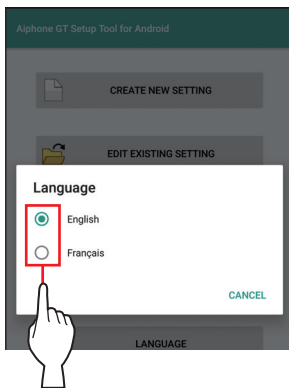 Aiphone GT Setup Tool for Android
CREATE NEW SETTING
EDIT EXISTING SETTING
Language
English
Français
CANCEL
LANGUAGE